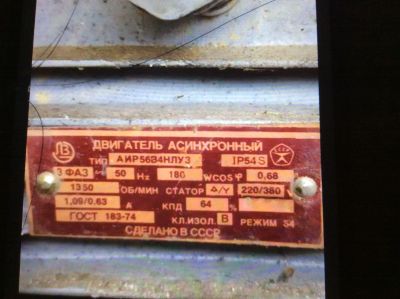 ДВИГАТЕЛЬ АСИНХРОННЫЙ
ТИП АИР56В4НЛУ3 IP54S
3 ФАЗ ~ 50 Hz 180 W COS φ 0,68
1350 ОБ/МИН СТАТОР Δ/Y 220/380
1,09/0.63 А КПД 64 %
ГОСТ 183-74 КЛ.ИЗОЛ. В РЕЖИМ S4
СДЕЛАНО В СССР